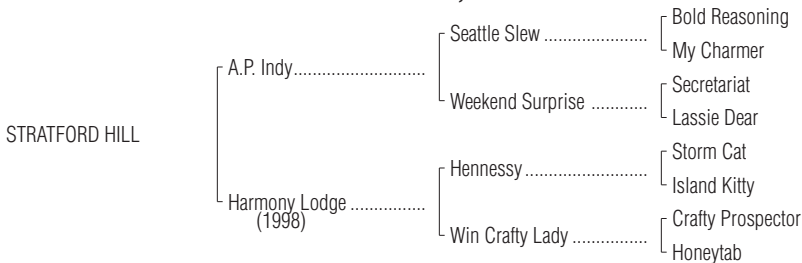 Bold Reasoning
Seattle Slew ......................
My Charmer
A.P. Indy............................
Secretariat
Weekend Surprise ............
Lassie Dear
STRATFORD HILL
Storm Cat
Hennessy ..........................
Island Kitty
Harmony Lodge ................
(1998)
Crafty Prospector
Win Crafty Lady ................
Honeytab